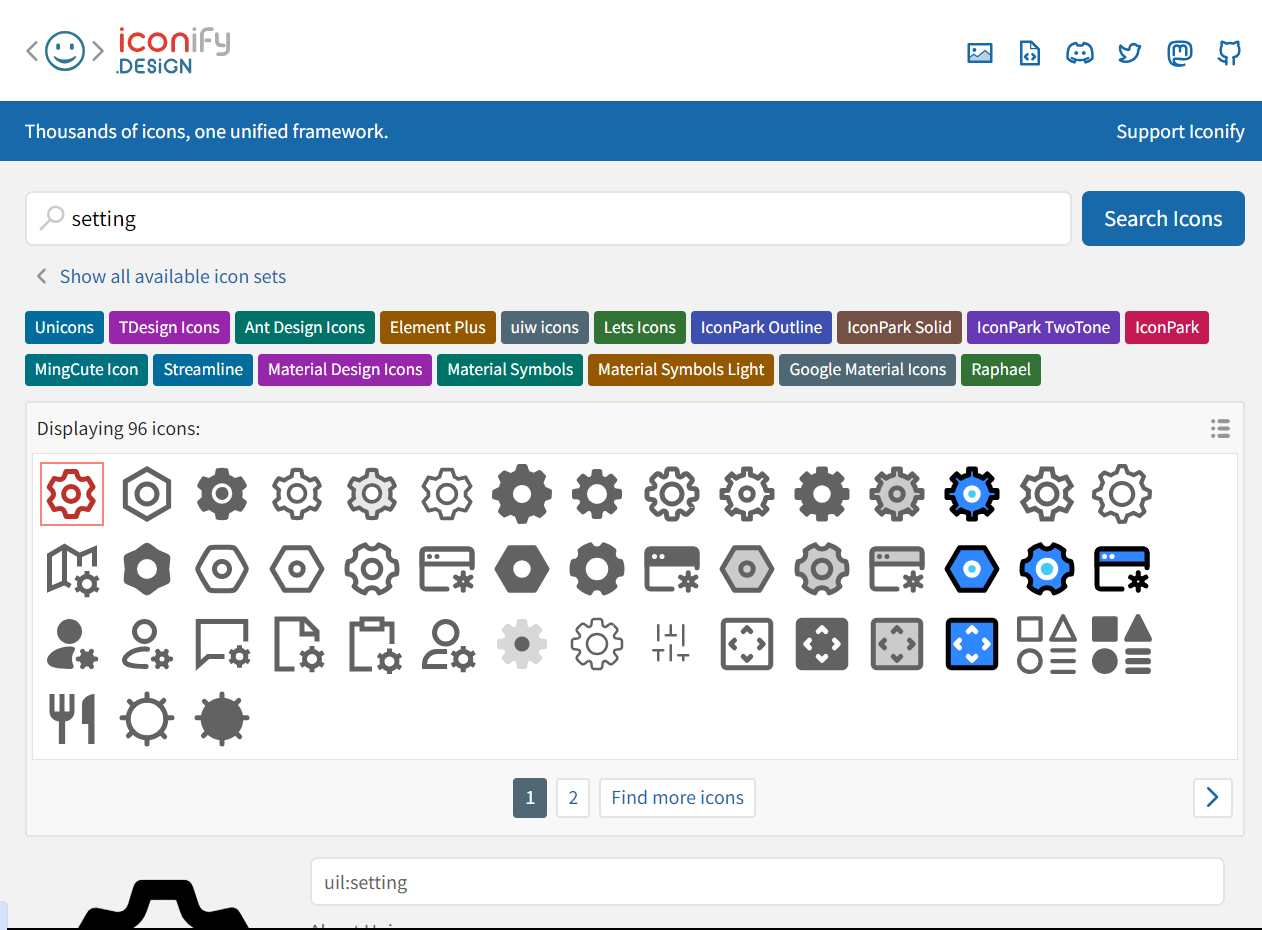 iconiFy
.DESiGN
Thousands of icons, one unified framework.
Support Iconify
setting
Search Icons
Show all available icon sets
Unicons TDesign Icons Ant Design Icons Element Plus uiw icons Lets Icons IconPark Outline IconPark Solid IconPark TwoTone IconPark
MingCute Icon Streamline Material Design Icons Material Symbols Material Symbols Light Google Material Icons Raphael
Displaying 96 icons:
1 2 Find more icons
uil:setting